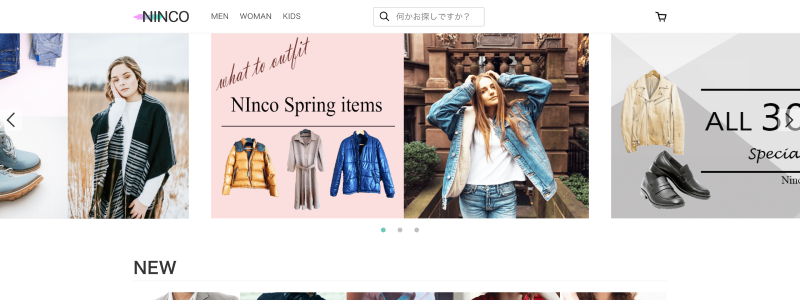 NINCO
MEN WOMAN KIDS
何かお探しですか？
what to outfit
NInco Spring items
ALL 30
Specia
Ninc
NEW